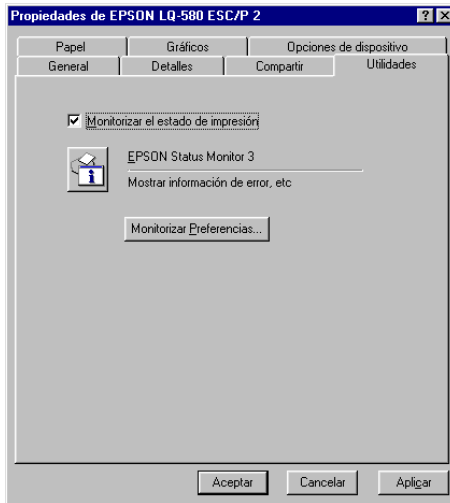 Propiedades de EPSON LQ-580 ESC/P 2
Papel Gráficos Opciones de dispositivo
General Detalles Compartir Utilidades
Monitorizar el estado de impresión
EPSON Status Monitor 3
Mostrar información de error, etc
Monitorizar Preferencias...
Aceptar Cancelar Aplicar